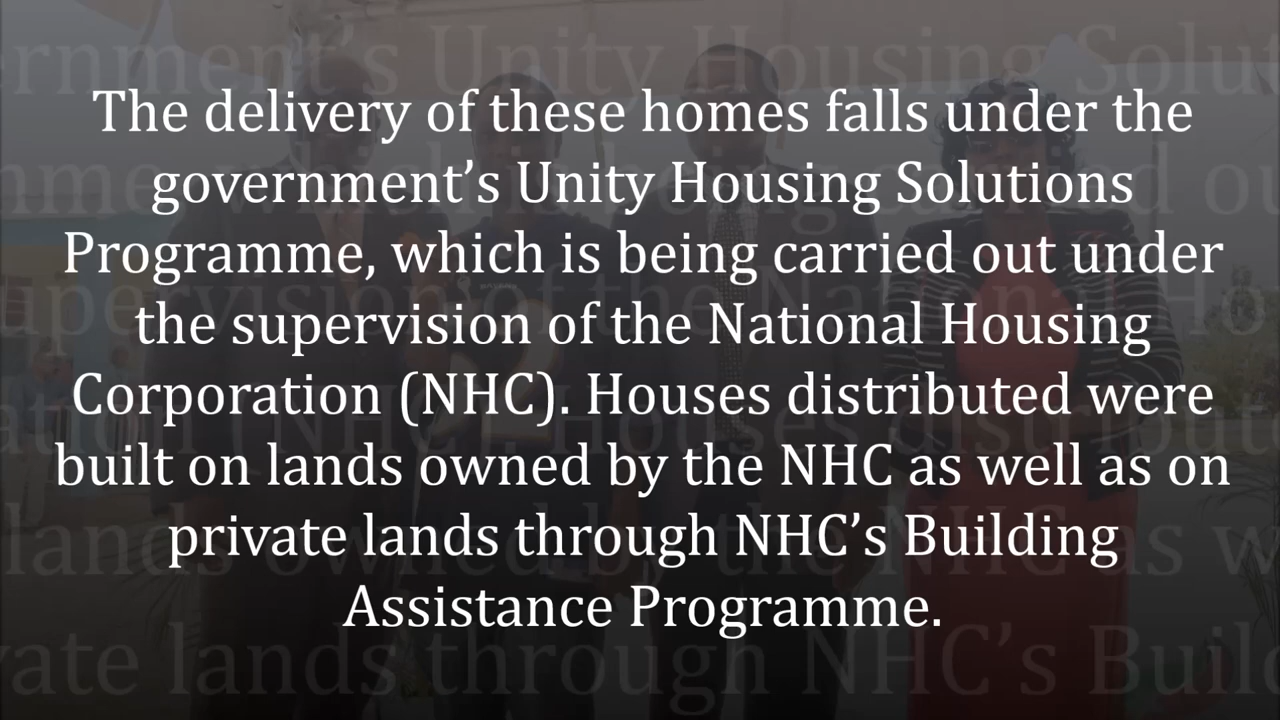 The delivery of these homes falls under the
government’s Unity Housing Solutions
Programme, which is being carried out under
the supervision of the National Housing
Corporation (NHC). Houses distributed were
built on lands owned by the NHC as well as on
private lands through NHC’s Building
Assistance Programme.